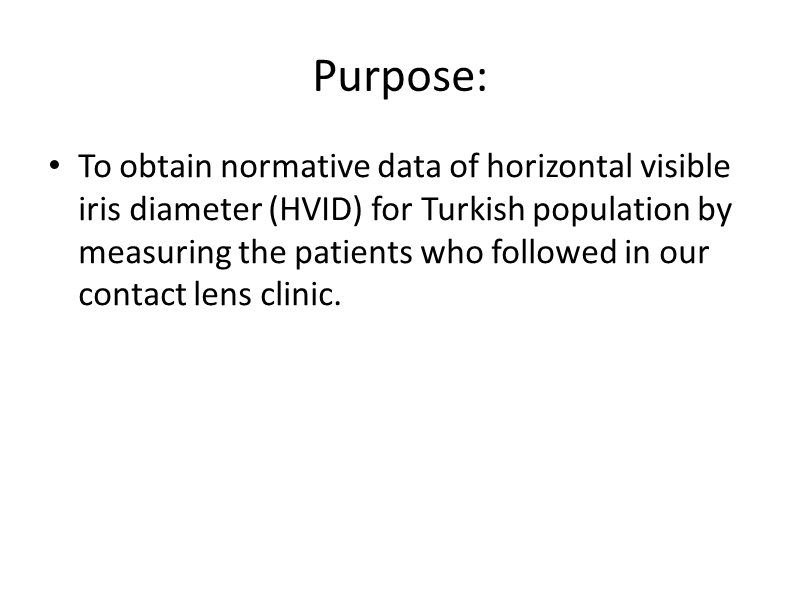 Purpose:
• To obtain normative data of horizontal visible
iris diameter (HVID) for Turkish population by
measuring the patients who followed in our
contact lens clinic.